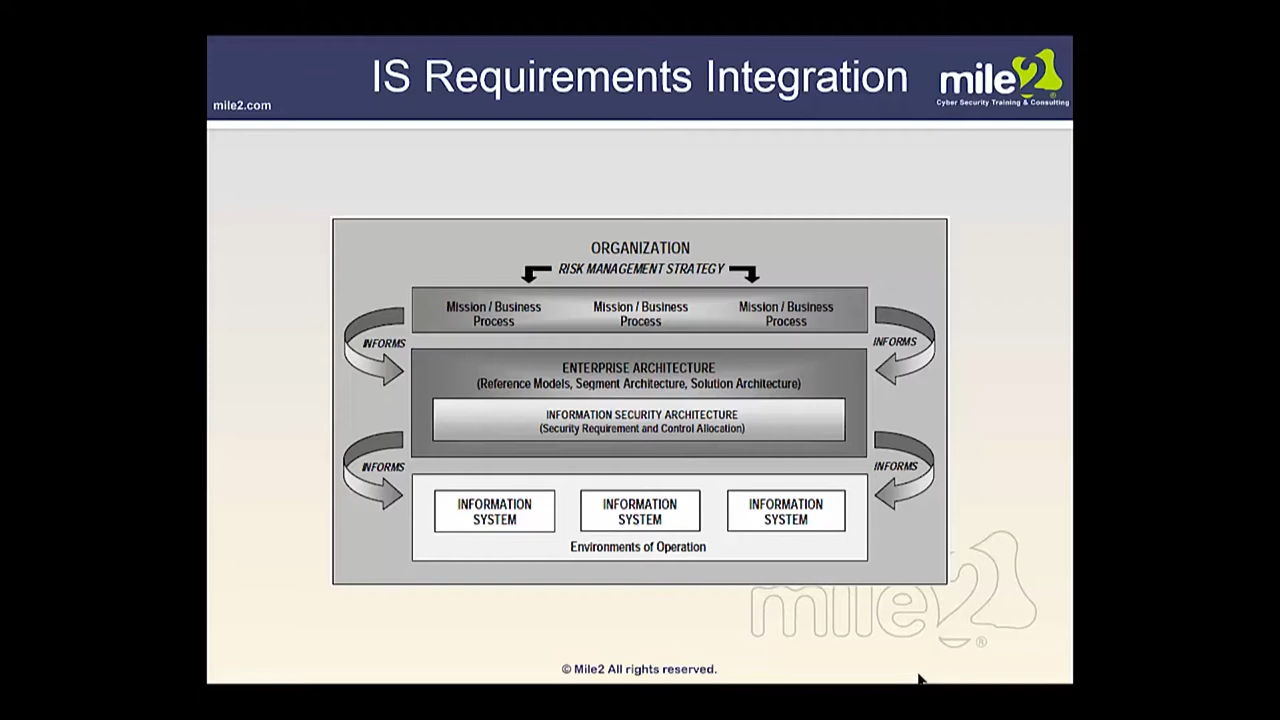 IS Requirements Integration
mile2
Cyber Security Training & Consulting
mile2.com
ORGANIZATION
RISK MANAGEMENT STRATEGY
Mission / Business
Process
Mission / Business
Process
Mission / Business
Process
INFORMS
INFORMS
ENTERPRISE ARCHITECTURE
(Reference Models, Segment Architecture, Solution Architecture)
INFORMATION SECURITY ARCHITECTURE
(Security Requirement and Control Allocation)
INFORMS
INFORMS
INFORMATION
SYSTEM
INFORMATION
SYSTEM
INFORMATION
SYSTEM
Environments of Operation
mile2®
© Mile2 All rights reserved.